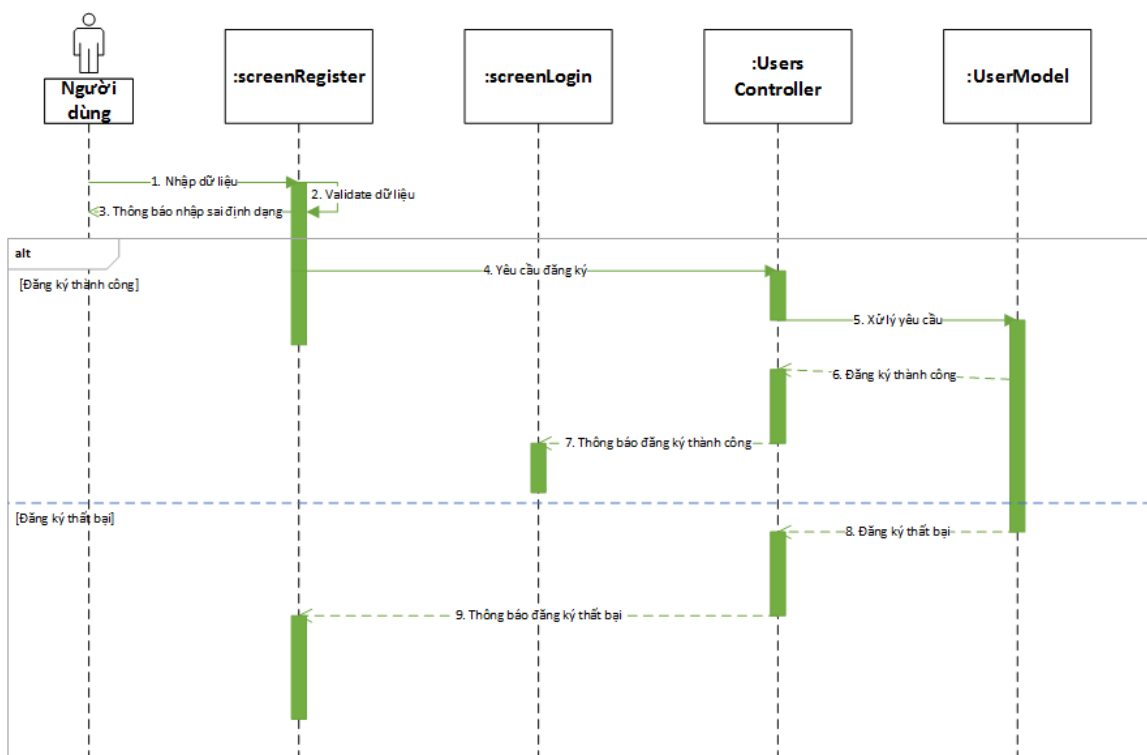 Người
dùng
:screenRegister
:screenLogin
:Users
Controller
:UserModel
1. Nhập dữ liệu
2. Validate dữ liệu
3. Thông báo nhập sai định dạng
alt
[Đăng ký thành công]
4. Yêu cầu đăng ký
5. Xử lý yêu cầu
6. Đăng ký thành công
7. Thông báo đăng ký thành công
[Đăng ký thất bại]
8. Đăng ký thất bại
9. Thông báo đăng ký thất bại